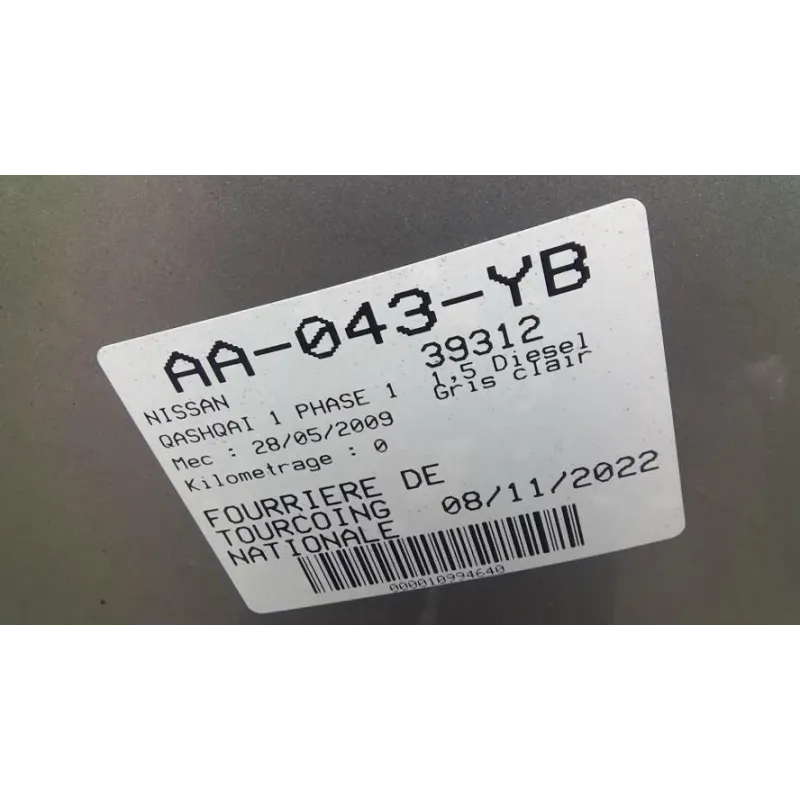 AA-043-YB
39312
NISSAN
1,5 Diesel
QASHQAI 1 PHASE 1
Gris clair
Mec : 28/05/2009
Kilometrage : 0
FOURRIERE DE
TOURCOING
NATIONALE
08/11/2022
000010994640